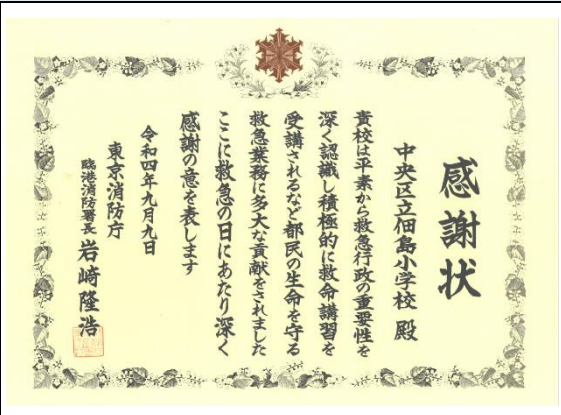 感謝状
中央区立佃島小学校 殿
貴校は平素から救急行政の重要性を
深く認識し積極的に救命講習を
受講されるなど都民の生命を守る
救急業務に多大な貢献をされました
ここに救急の日にあたり深く
感謝の意を表します
令和四年九月九日
東京消防庁
臨港消防署長 岩崎隆浩